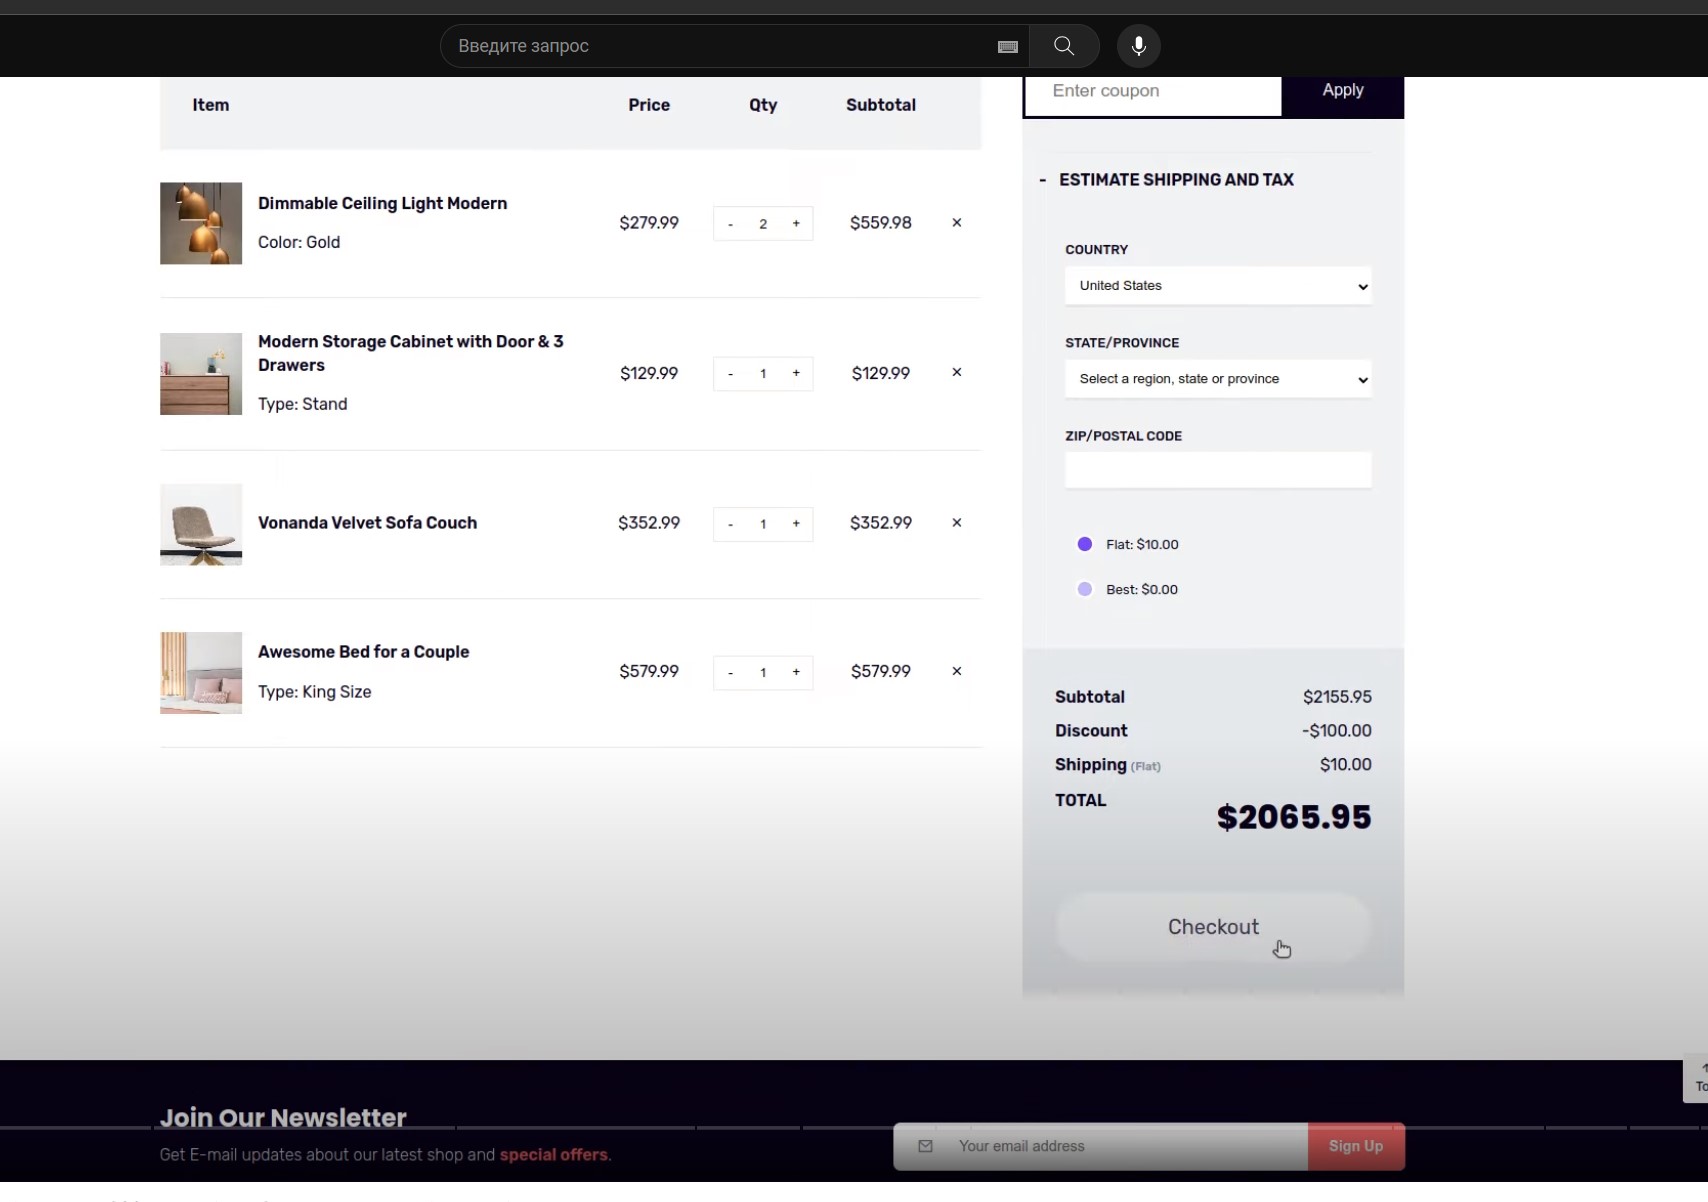 Введите запрос
Item Price Qty Subtotal
Dimmable Ceiling Light Modern
Color: Gold
$279.99 - 2 + $559.98 ×
Modern Storage Cabinet with Door & 3
Drawers
Type: Stand
$129.99 - 1 + $129.99 ×
Vonanda Velvet Sofa Couch
$352.99 - 1 + $352.99 ×
Awesome Bed for a Couple
Type: King Size
$579.99 - 1 + $579.99 ×
Enter coupon Apply
- ESTIMATE SHIPPING AND TAX
COUNTRY
United States
STATE/PROVINCE
Select a region, state or province
ZIP/POSTAL CODE
Flat: $10.00
Best: $0.00
Subtotal $2155.95
Discount -$100.00
Shipping (Flat) $10.00
TOTAL $2065.95
Checkout
Join Our Newsletter
Get E-mail updates about our latest shop and special offers.
Your email address Sign Up
To